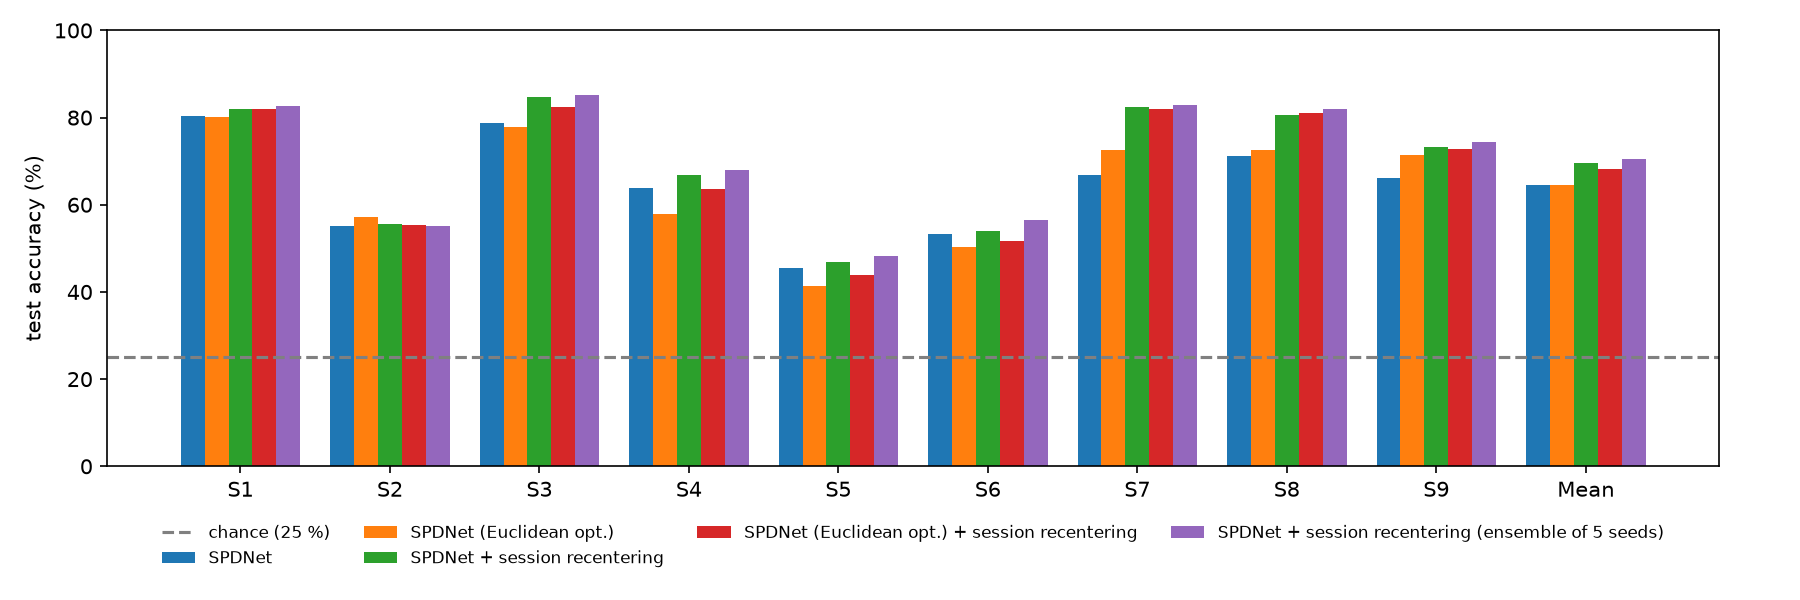 100
80
60
40
20
0
test accuracy (%)
S1 S2 S3 S4 S5 S6 S7 S8 S9 Mean
chance (25 %) SPDNet (Euclidean opt.) SPDNet (Euclidean opt.) + session recentering SPDNet + session recentering (ensemble of 5 seeds)
SPDNet SPDNet + session recentering